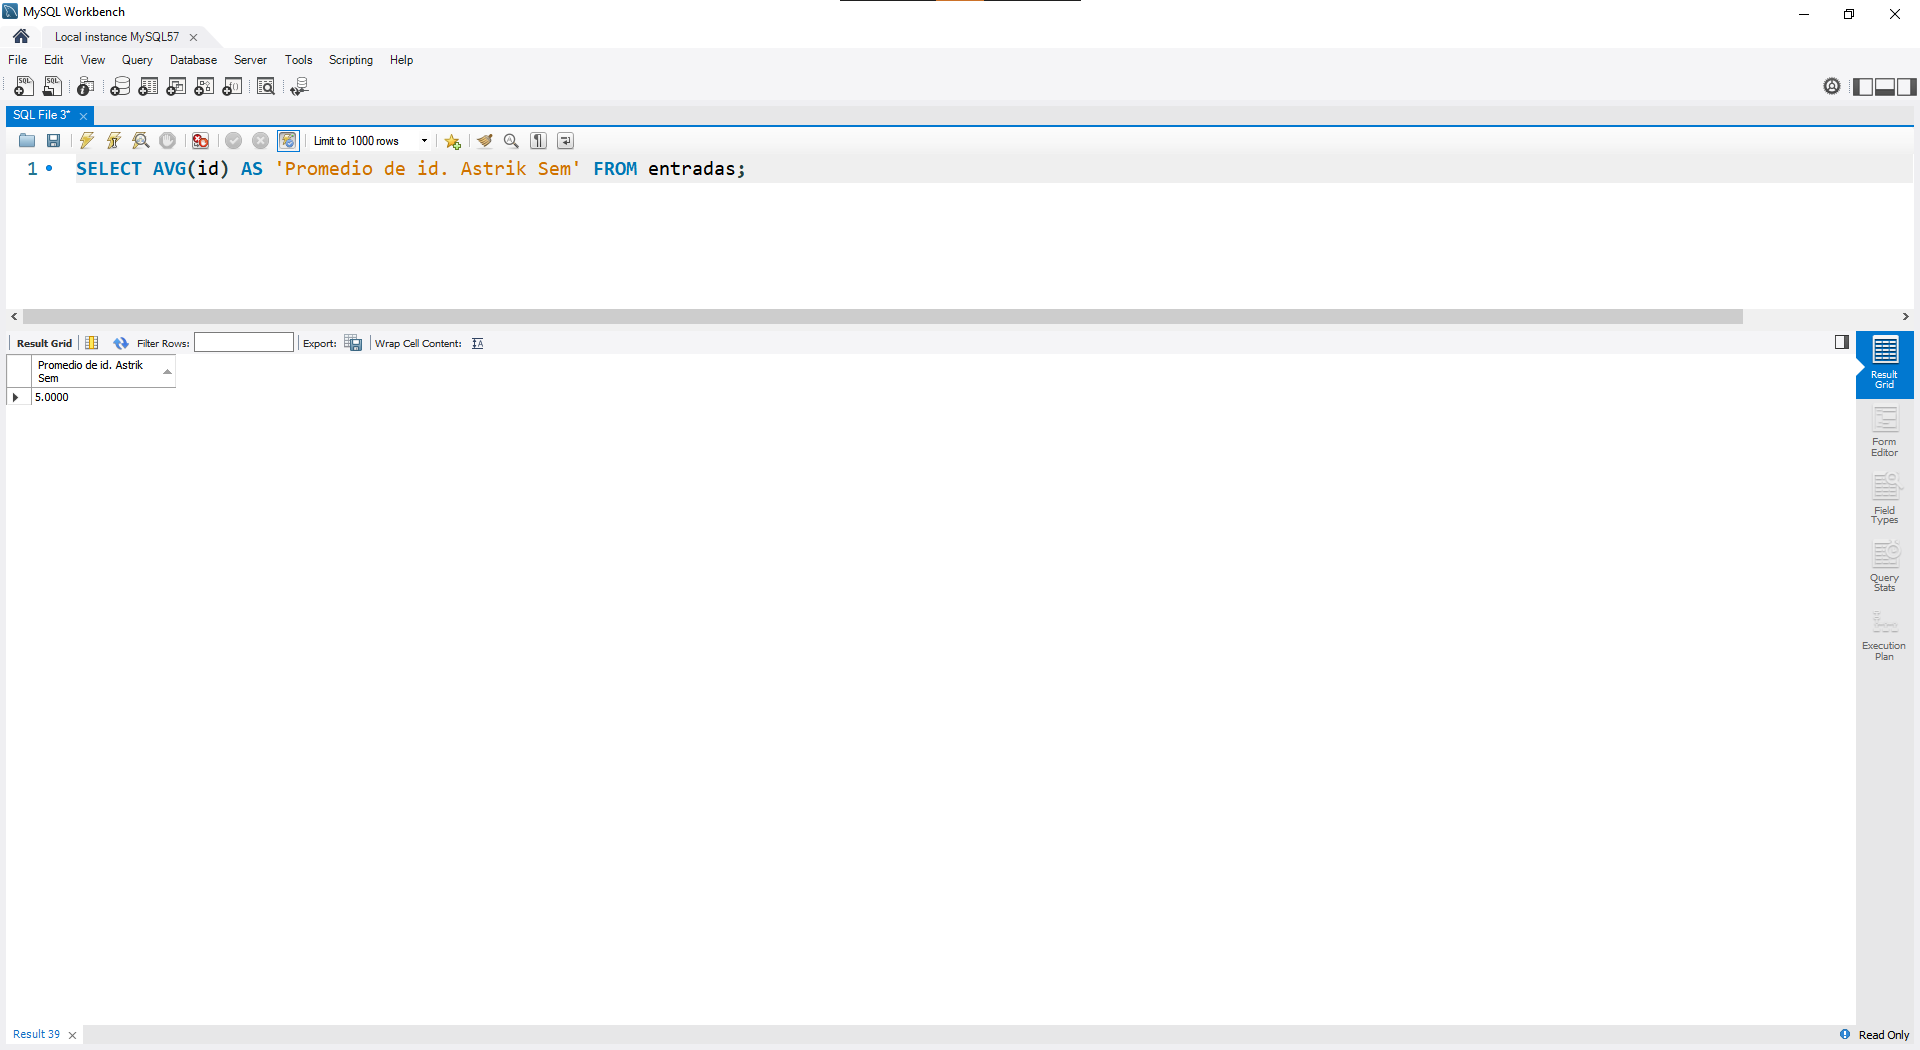 MySQL Workbench
Local instance MySQL57
File Edit View Query Database Server Tools Scripting Help
SQL File 3*
Limit to 1000 rows
1 SELECT AVG(id) AS 'Promedio de id. Astrik Sem' FROM entradas;
Result Grid Filter Rows: Export: Wrap Cell Content:
Promedio de id. Astrik
Sem
5.0000
Result
Grid
Form
Editor
Field
Types
Query
Stats
Execution
Plan
Result 39
Read Only